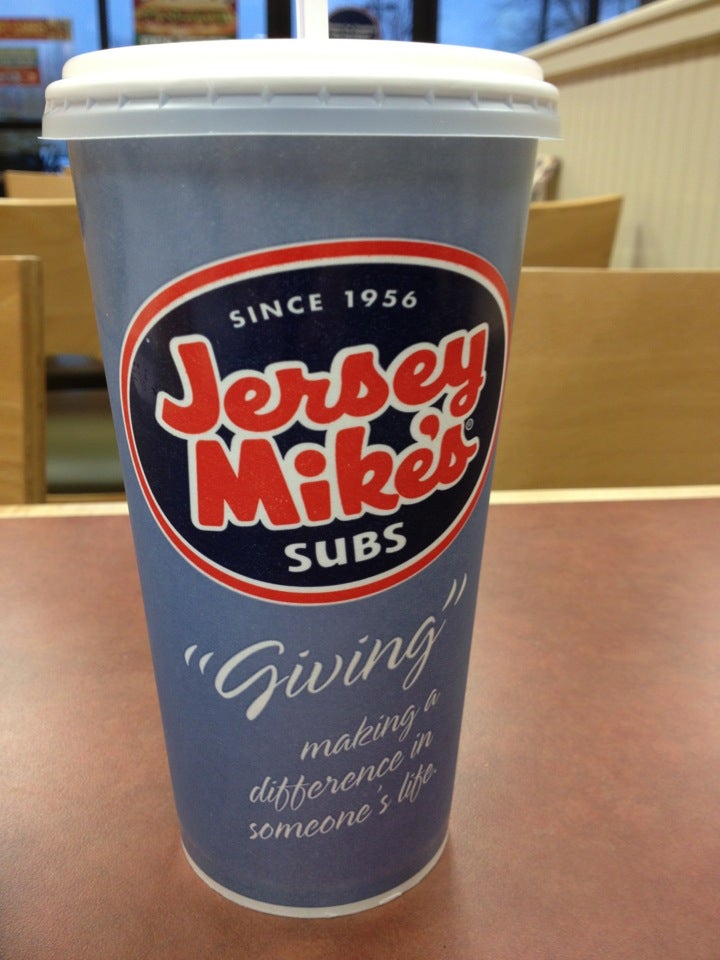 SINCE 1956
Jersey
Mike's®
SUBS
"Giving"
making a
difference in
someone's life.